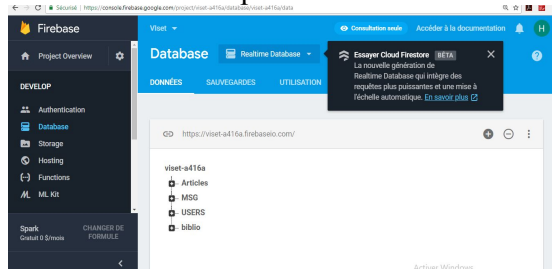 Sécurisé | https://console.firebase.google.com/project/viset-a416a/database/viset-a416a/data
Firebase
Viset
Consultation seule
Accéder à la documentation
H
Project Overview
Database
Realtime Database
Essayer Cloud Firestore BÊTA
La nouvelle génération de
Realtime Database qui intègre des
requêtes plus puissantes et une mise à
l'échelle automatique. En savoir plus
DEVELOP
DONNÉES
SAUVEGARDES
UTILISATION
Authentication
Database
Storage
Hosting
Functions
ML Kit
https://viset-a416a.firebaseio.com/
viset-a416a
Articles
MSG
USERS
biblio
Spark
Gratuit 0 $/mois
CHANGER DE
FORMULE
Activer Windows